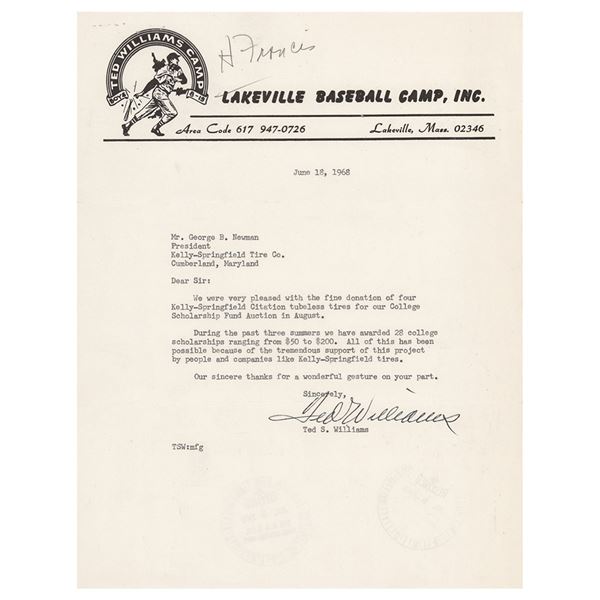 H Francis
TED WILLIAMS CAMP
BOYS 8-18
LAKEVILLE BASEBALL CAMP, INC.
Area Code 617 947-0726 Lakeville, Mass. 02346
June 18, 1968
Mr. George B. Newman
President
Kelly-Springfield Tire Co.
Cumberland, Maryland
Dear Sir:
We were very pleased with the fine donation of four
Kelly-Springfield Citation tubeless tires for our College
Scholarship Fund Auction in August.
During the past three summers we have awarded 28 college
scholarships ranging from $50 to $200. All of this has been
possible because of the tremendous support of this project
by people and companies like Kelly-Springfield tires.
Our sincere thanks for a wonderful gesture on your part.
Sincerely,
Ted Williams
Ted S. Williams
TSW:mfg